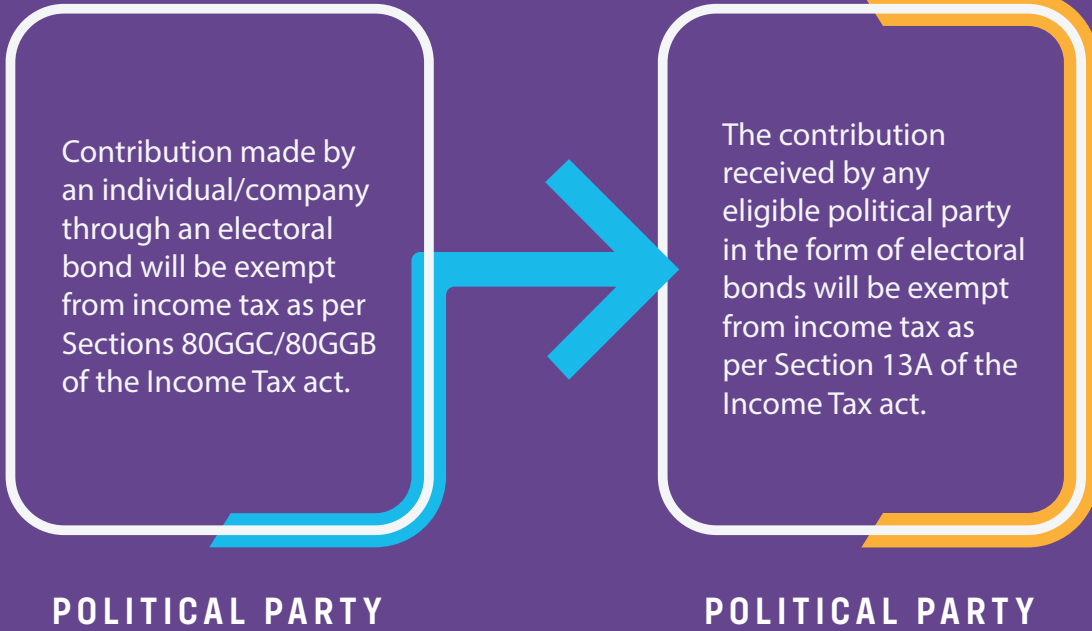 Contribution made by
an individual/company
through an electoral
bond will be exempt
from income tax as per
Sections 80GGC/80GGB
of the Income Tax act.
POLITICAL PARTY
The contribution
received by any
eligible political party
in the form of electoral
bonds will be exempt
from income tax as
per Section 13A of the
Income Tax act.
POLITICAL PARTY